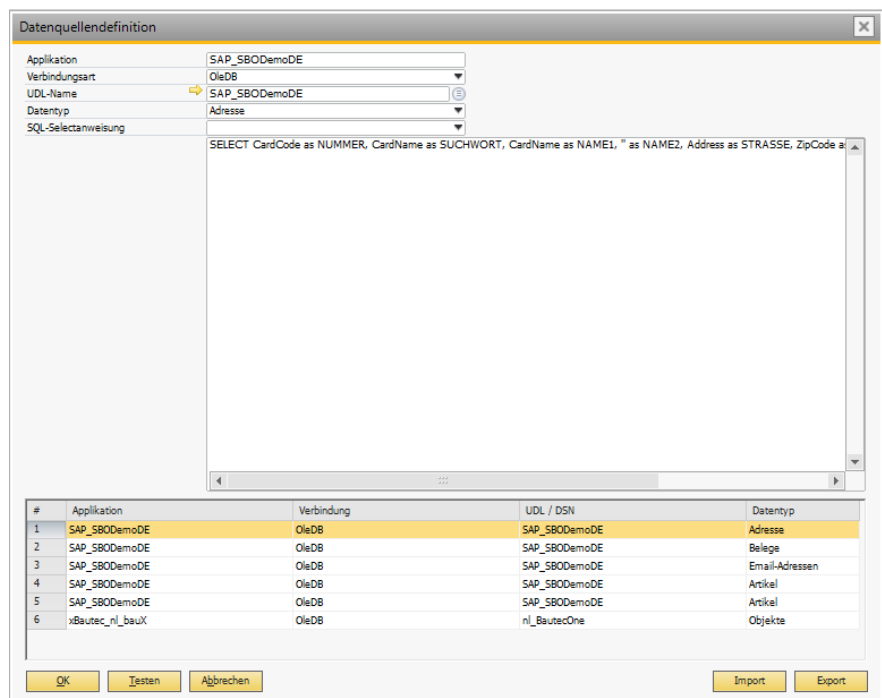 Datenquellendefinition
Applikation SAP_SBODemoDE
Verbindungsart OleDB
UDL-Name SAP_SBODemoDE
Datentyp Adresse
SQL-Selectanweisung
SELECT CardCode as NUMMER, CardName as SUCHWORT, CardName as NAME1, '' as NAME2, Address as STRASSE, ZipCode as
# Applikation Verbindung UDL / DSN Datentyp
1 SAP_SBODemoDE OleDB SAP_SBODemoDE Adresse
2 SAP_SBODemoDE OleDB SAP_SBODemoDE Belege
3 SAP_SBODemoDE OleDB SAP_SBODemoDE Email-Adressen
4 SAP_SBODemoDE OleDB SAP_SBODemoDE Artikel
5 SAP_SBODemoDE OleDB SAP_SBODemoDE Artikel
6 xBautec_nl_bauX OleDB nl_BautecOne Objekte
OK Testen Abbrechen Import Export